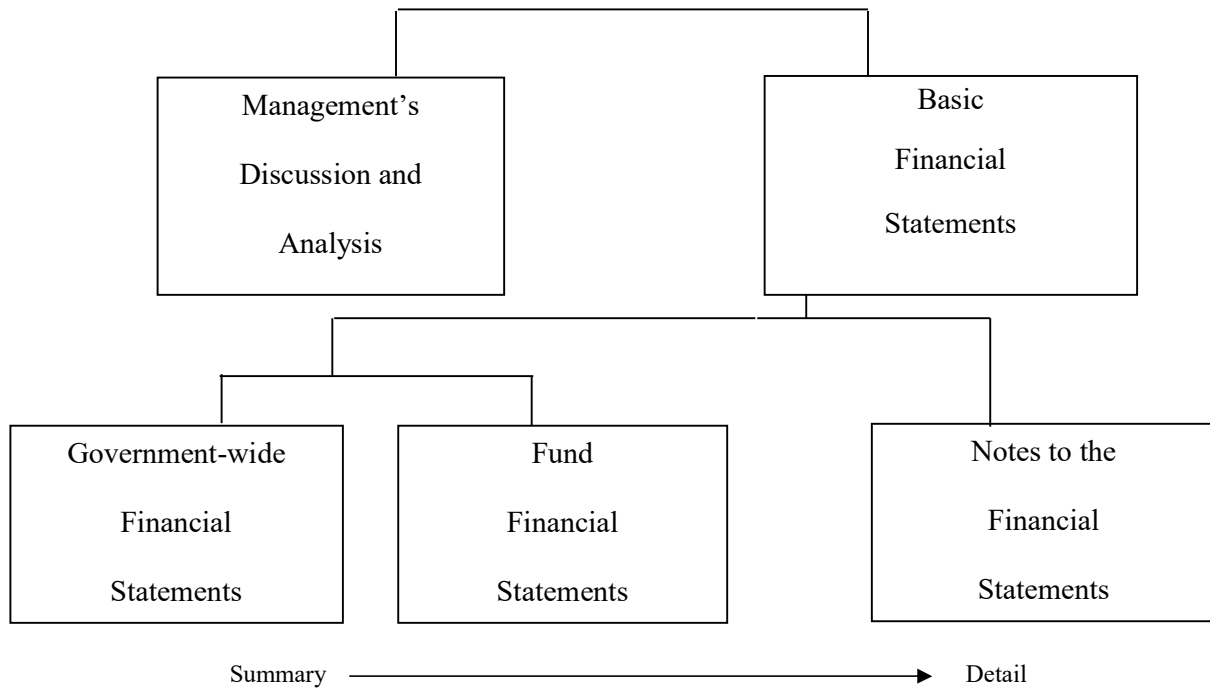 Management’s
Discussion and
Analysis
Basic
Financial
Statements
Government-wide
Financial
Statements
Fund
Financial
Statements
Notes to the
Financial
Statements
Summary
Detail